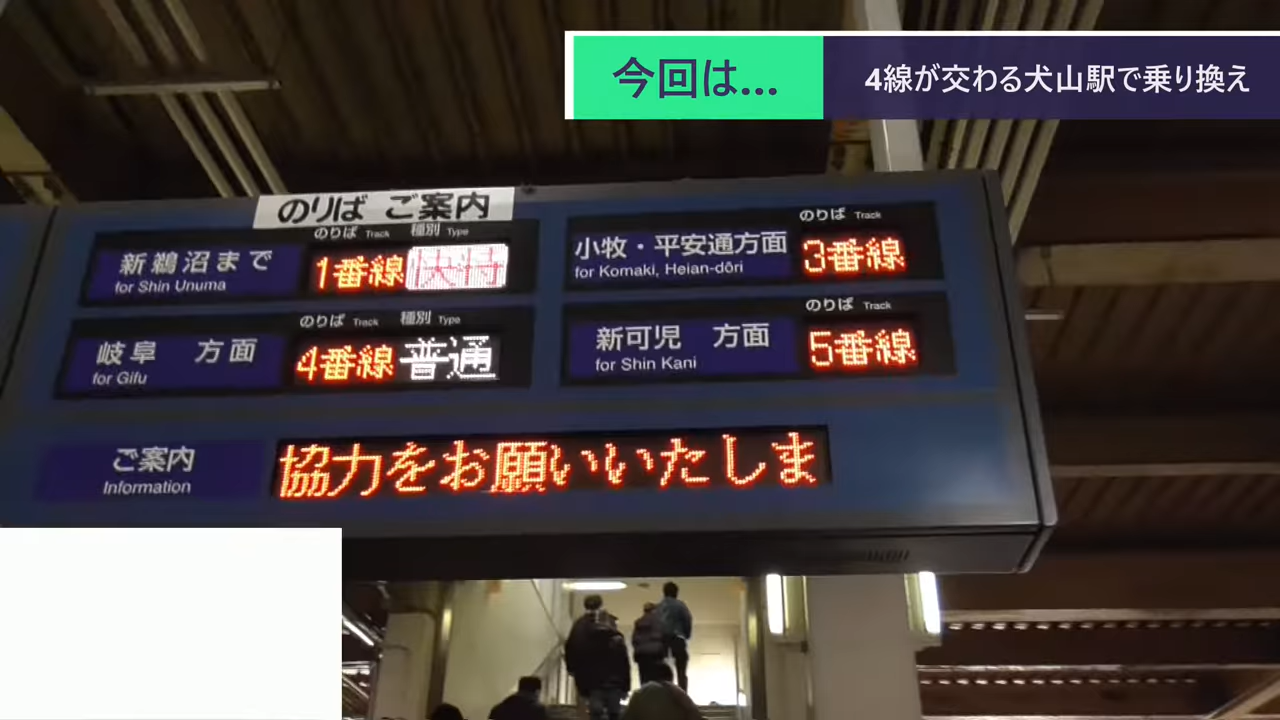 今回は...
4線が交わる犬山駅で乗り換え
のりば ご案内
新鵜沼まで
for Shin Unuma
のりば Track 種別 Type
1番線 快特
岐阜 方面
for Gifu
のりば Track 種別 Type
4番線 普通
小牧・平安通方面
for Komaki, Heian-dōri
のりば Track
3番線
新可児 方面
for Shin Kani
のりば Track
5番線
ご案内
Information
協力をお願いいたしま